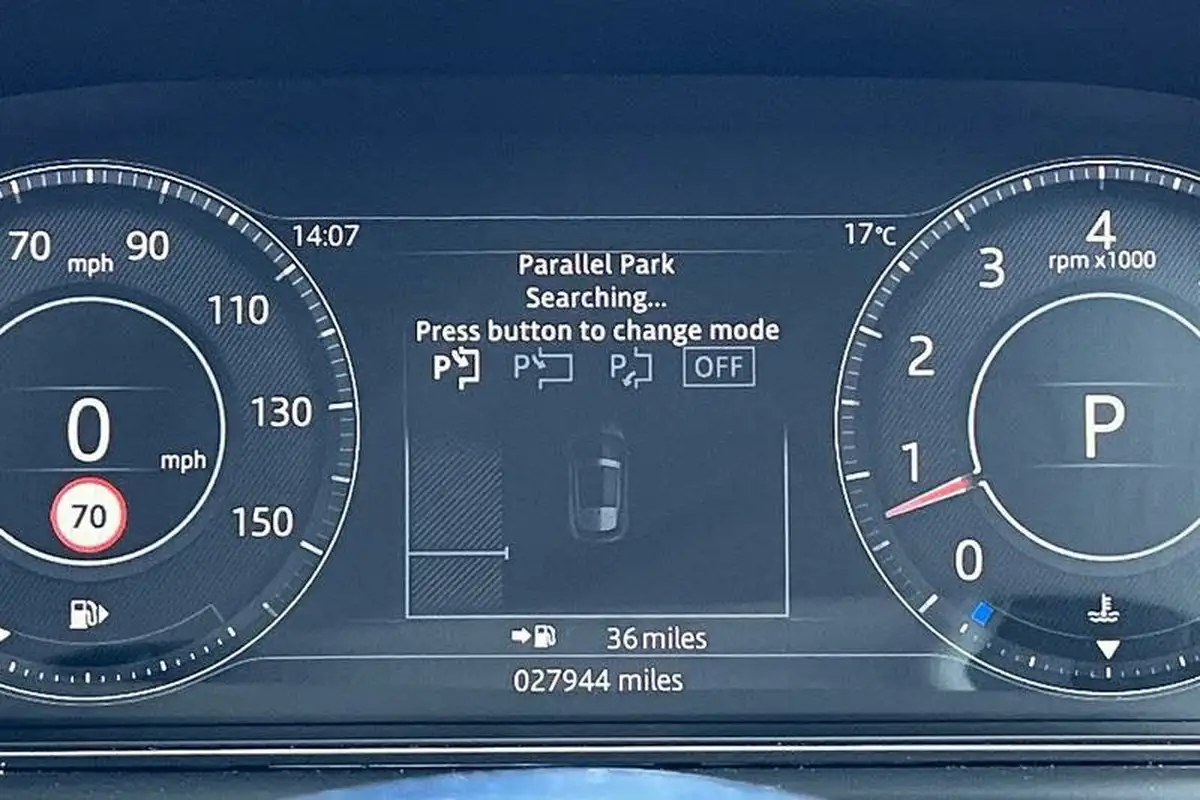 14:07
17°C
Parallel Park
Searching...
Press button to change mode
P P P OFF
70 mph 90
110
130
150
0 mph
70
4
rpm x1000
3
2
1
0
P
36 miles
027944 miles